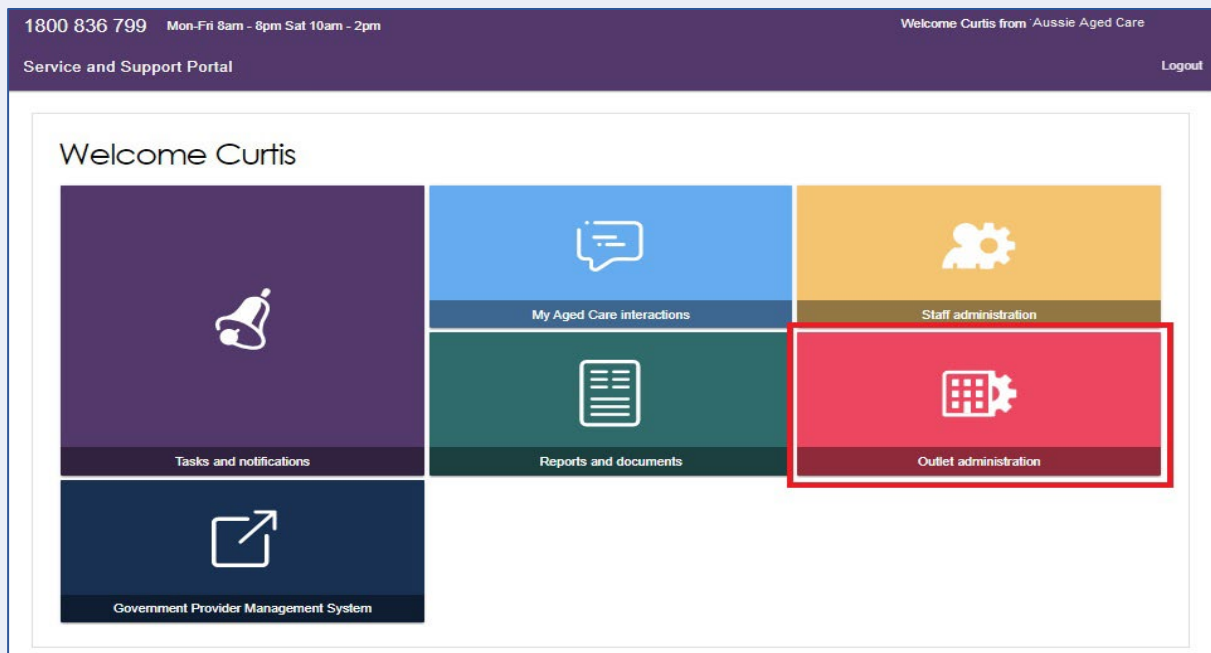 1800 836 799 Mon-Fri 8am - 8pm Sat 10am - 2pm
Welcome Curtis from Aussie Aged Care
Service and Support Portal
Logout
Welcome Curtis
My Aged Care interactions
Staff administration
Tasks and notifications
Reports and documents
Outlet administration
Government Provider Management System